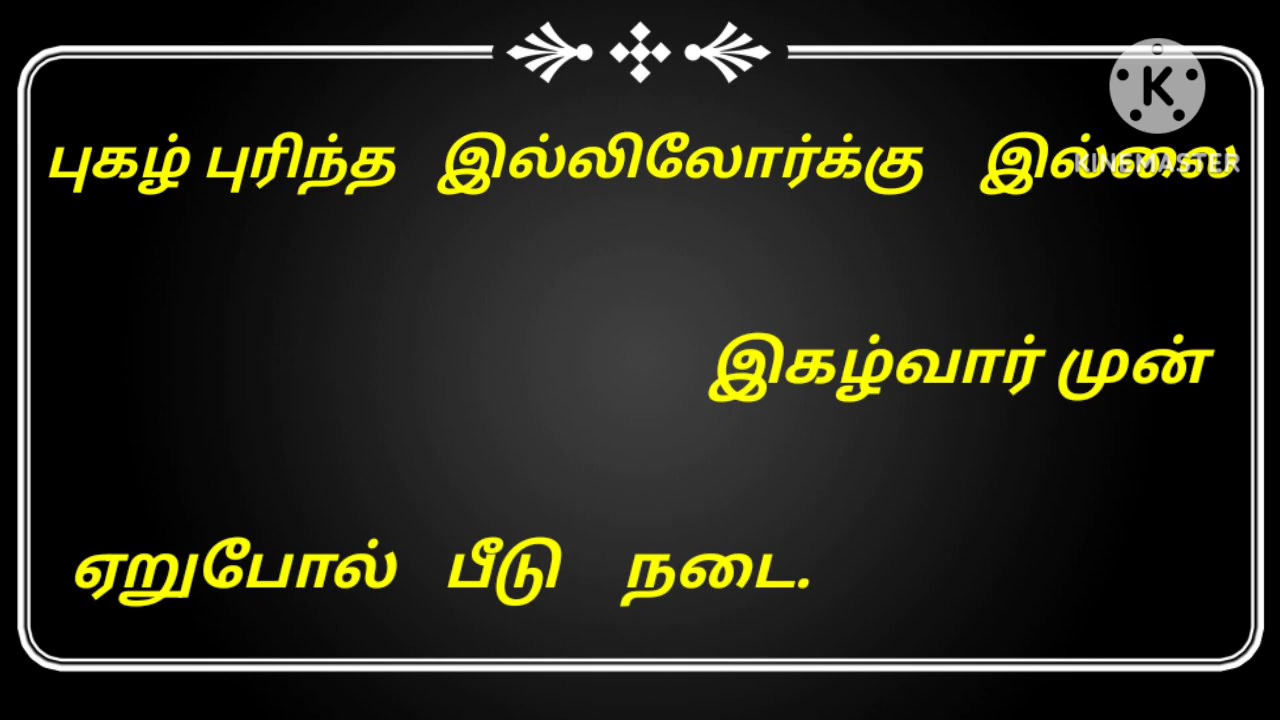 புகழ் புரிந்த இல்லிலோர்க்கு இல்லை
இகழ்வார் முன்
ஏறுபோல் பீடு நடை.
K
KINEMASTER